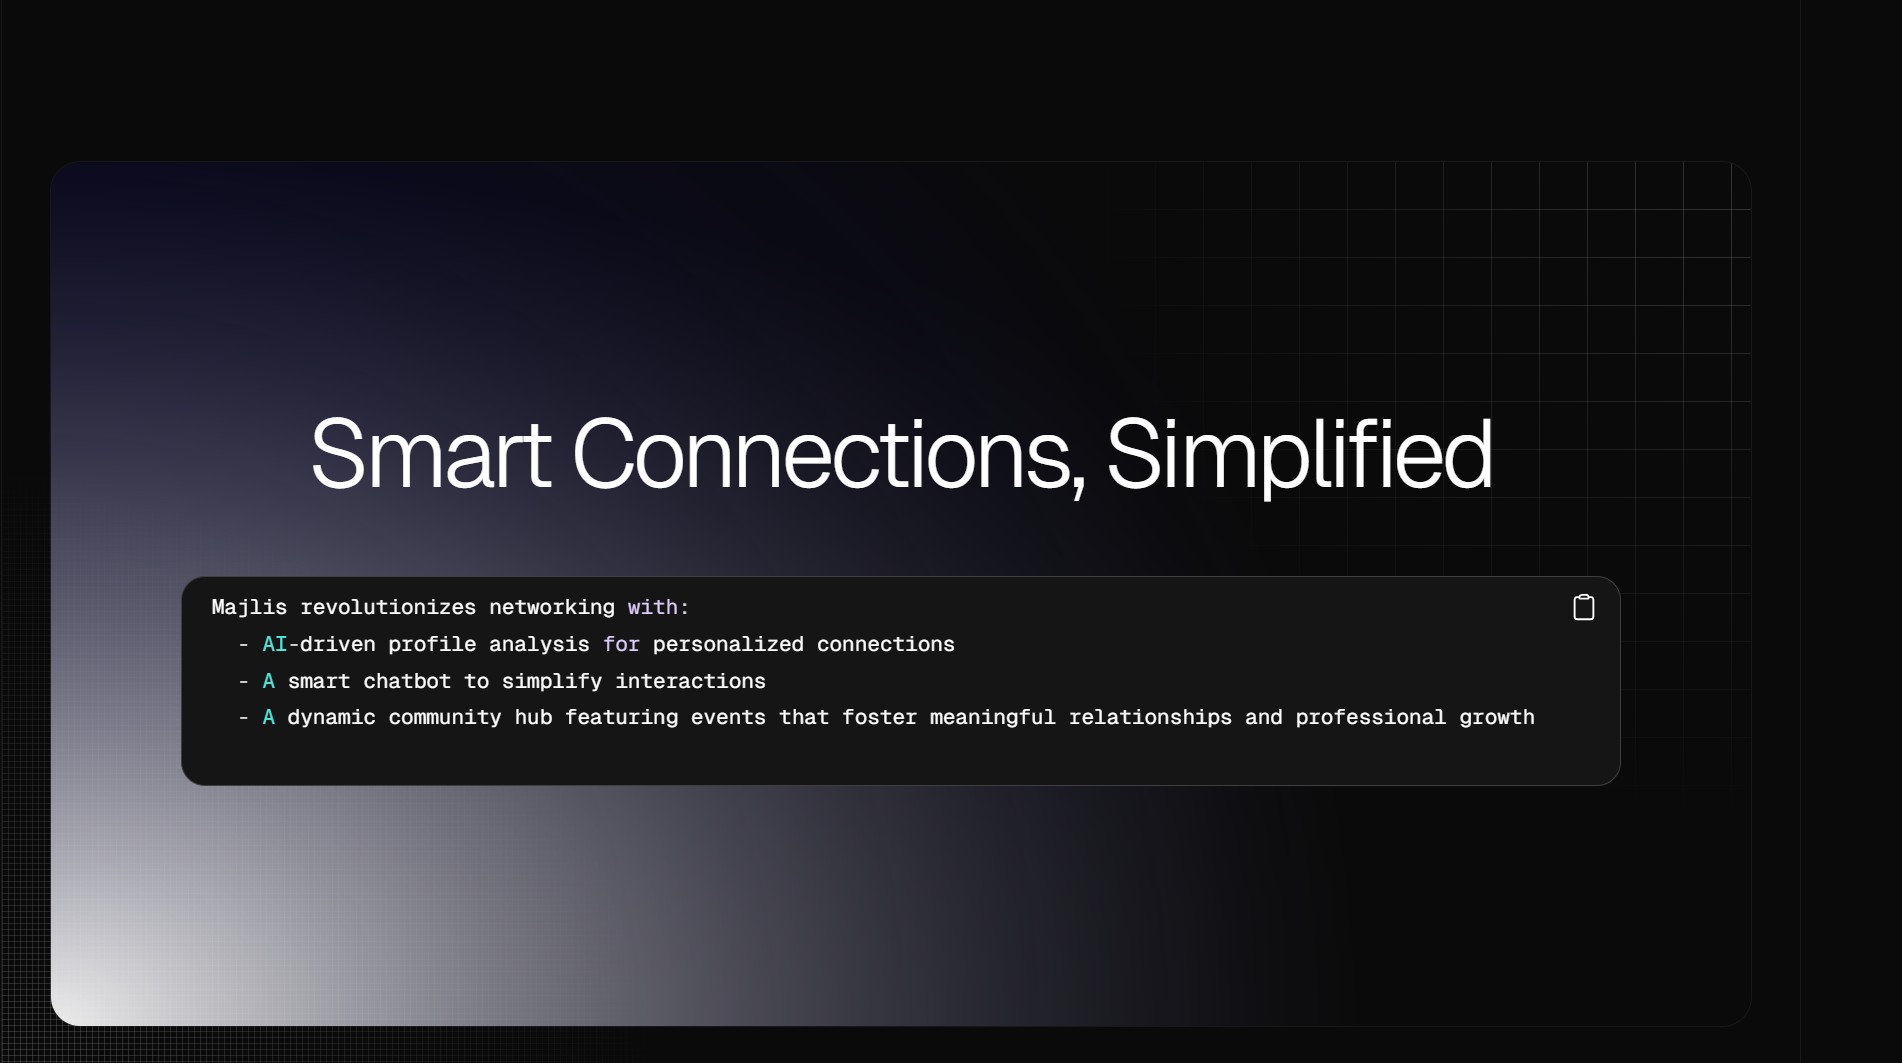 Smart Connections, Simplified
Majlis revolutionizes networking with:
- AI-driven profile analysis for personalized connections
- A smart chatbot to simplify interactions
- A dynamic community hub featuring events that foster meaningful relationships and professional growth